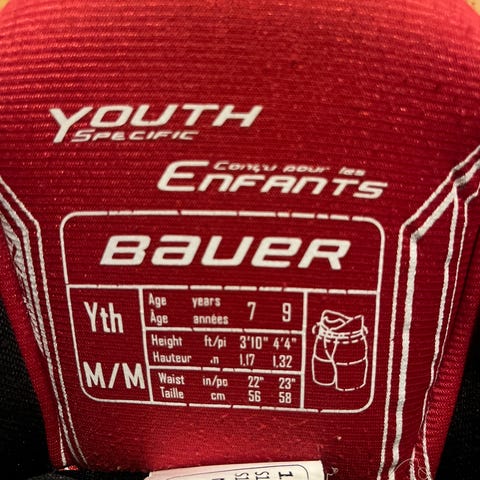 YOUTH
SPECIFIC
Conçu pour les
ENFANTS
BAUER
Yth
M/M
Age years 7 9
Âge années
Height ft/pi 3'10" 4'4"
Hauteur .n 1,17 1,32
Waist in/po 22" 23"
Taille cm 56 58